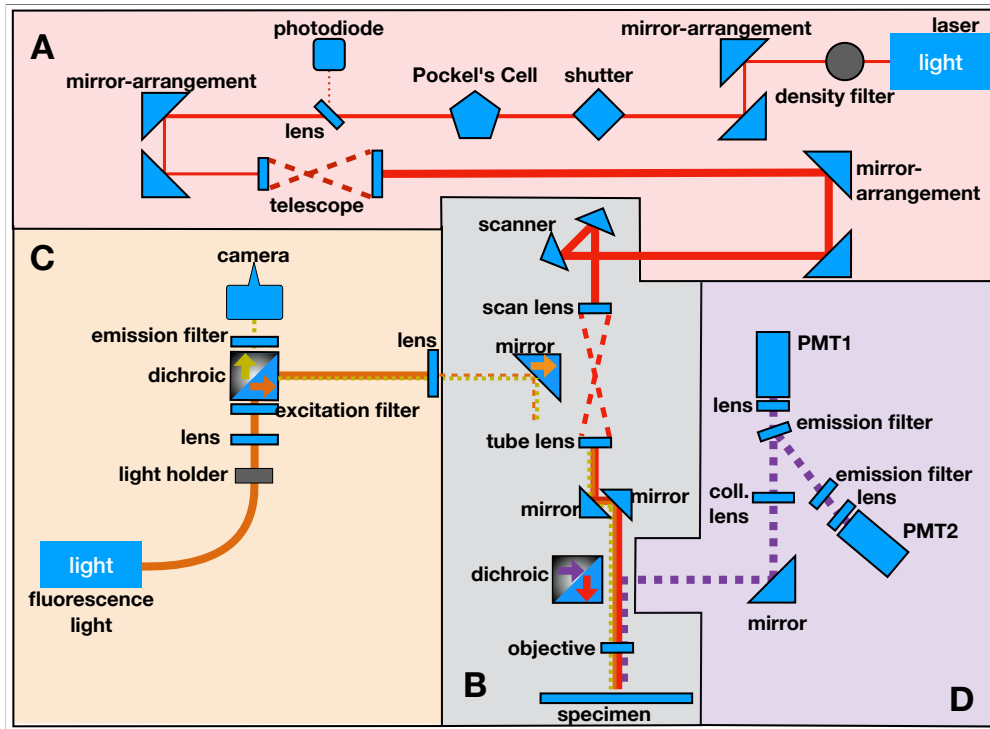 A
photodiode
mirror-arrangement
laser
light
mirror-arrangement
Pockel's Cell
shutter
density filter
lens
telescope
mirror-
arrangement
C
camera
emission filter
dichroic
lens
excitation filter
lens
light holder
light
fluorescence
light
scanner
scan lens
mirror
tube lens
mirror
mirror
dichroic
objective
B
specimen
PMT1
lens
emission filter
emission filter
lens
coll.
lens
PMT2
mirror
D